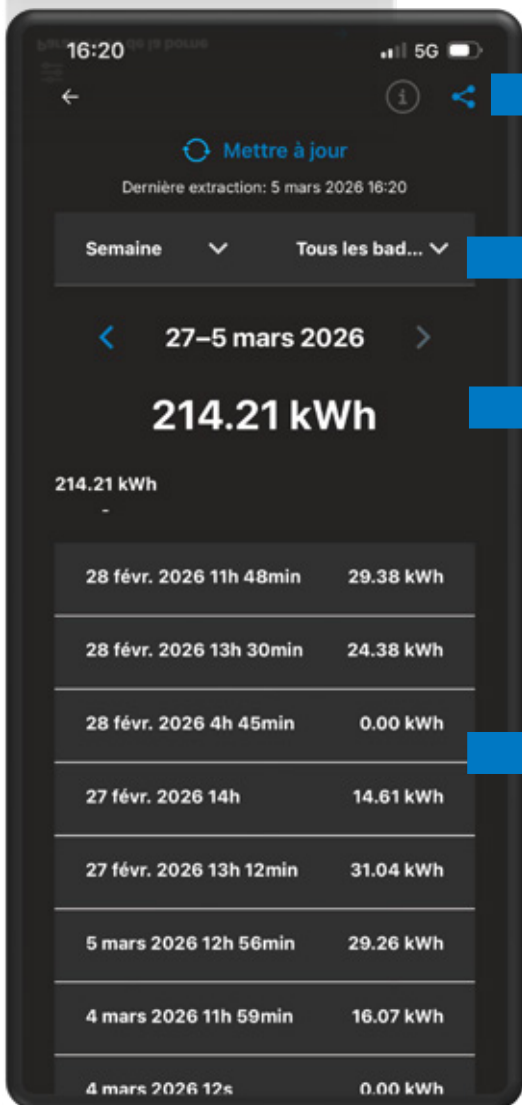 16:20
5G
Mettre à jour
Dernière extraction: 5 mars 2026 16:20
Semaine Tous les bad...
27–5 mars 2026
214.21 kWh
214.21 kWh
-
28 févr. 2026 11h 48min 29.38 kWh
28 févr. 2026 13h 30min 24.38 kWh
28 févr. 2026 4h 45min 0.00 kWh
27 févr. 2026 14h 14.61 kWh
27 févr. 2026 13h 12min 31.04 kWh
5 mars 2026 12h 56min 29.26 kWh
4 mars 2026 11h 59min 16.07 kWh
4 mars 2026 12s 0.00 kWh